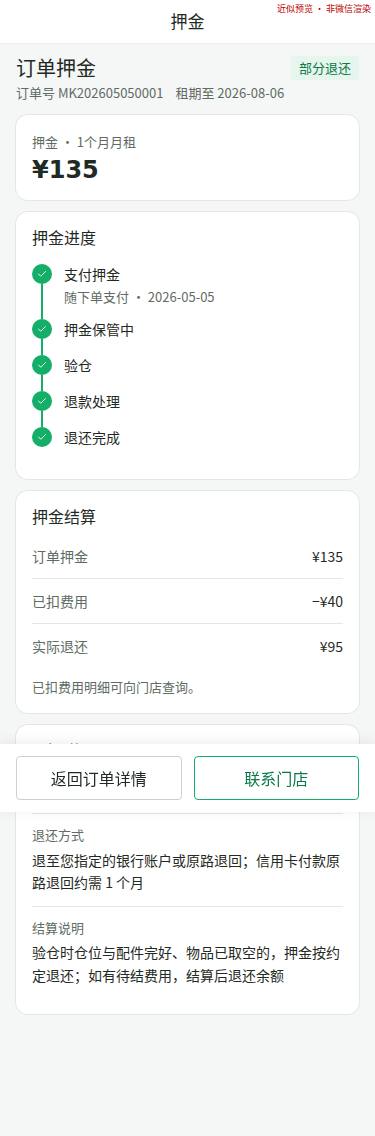 近似预览 · 非微信渲染
押金
订单押金
部分退还
订单号 MK202605050001 租期至 2026-08-06
押金 · 1个月月租
¥135
押金进度
支付押金
随下单支付 · 2026-05-05
押金保管中
验仓
退款处理
退还完成
押金结算
订单押金 ¥135
已扣费用 −¥40
实际退还 ¥95
已扣费用明细可向门店查询。
返回订单详情 联系门店
退还方式
退至您指定的银行账户或原路退回；信用卡付款原
路退回约需 1 个月
结算说明
验仓时仓位与配件完好、物品已取空的，押金按约
定退还；如有待结费用，结算后退还余额